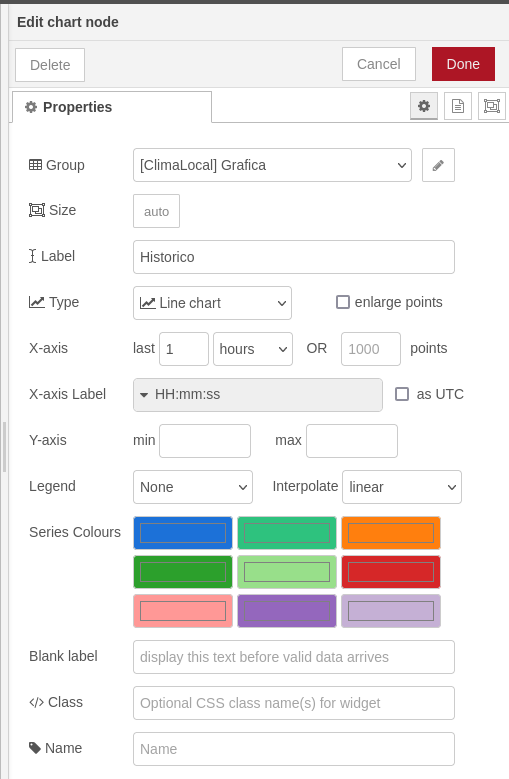 Edit chart node
Delete Cancel Done
Properties
Group [ClimaLocal] Grafica
Size auto
Label Historico
Type Line chart enlarge points
X-axis last 1 hours OR 1000 points
X-axis Label HH:mm:ss as UTC
Y-axis min max
Legend None Interpolate linear
Series Colours
Blank label display this text before valid data arrives
Class Optional CSS class name(s) for widget
Name Name